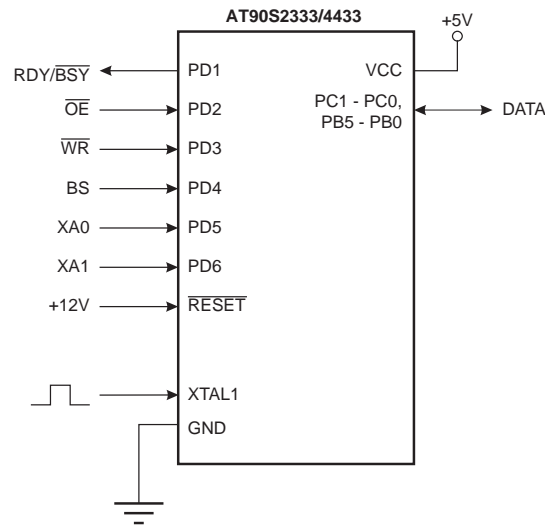 AT90S2333/4433
+5V
RDY/BSY PD1 VCC
OE PD2 PC1 - PC0, DATA
PB5 - PB0
WR PD3
BS PD4
XA0 PD5
XA1 PD6
+12V RESET
XTAL1
GND